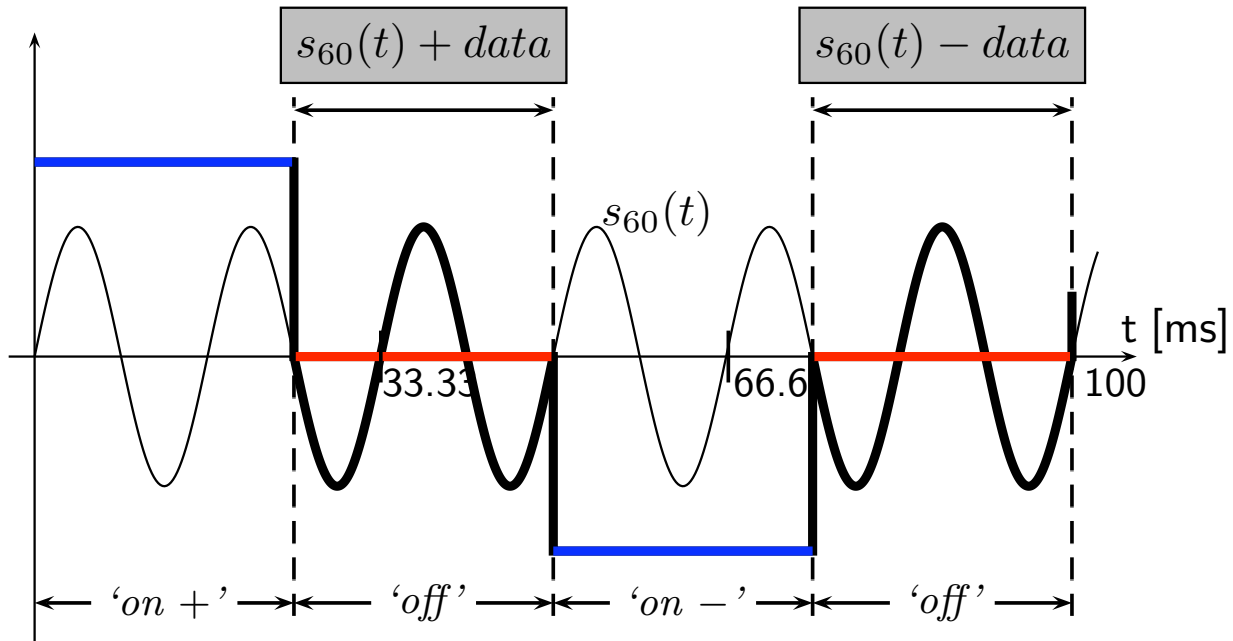 s₆₀(t) + data
s₆₀(t) − data
s₆₀(t)
t [ms]
33.33
66.6
100
‘on +’
‘off’
‘on −’
‘off’